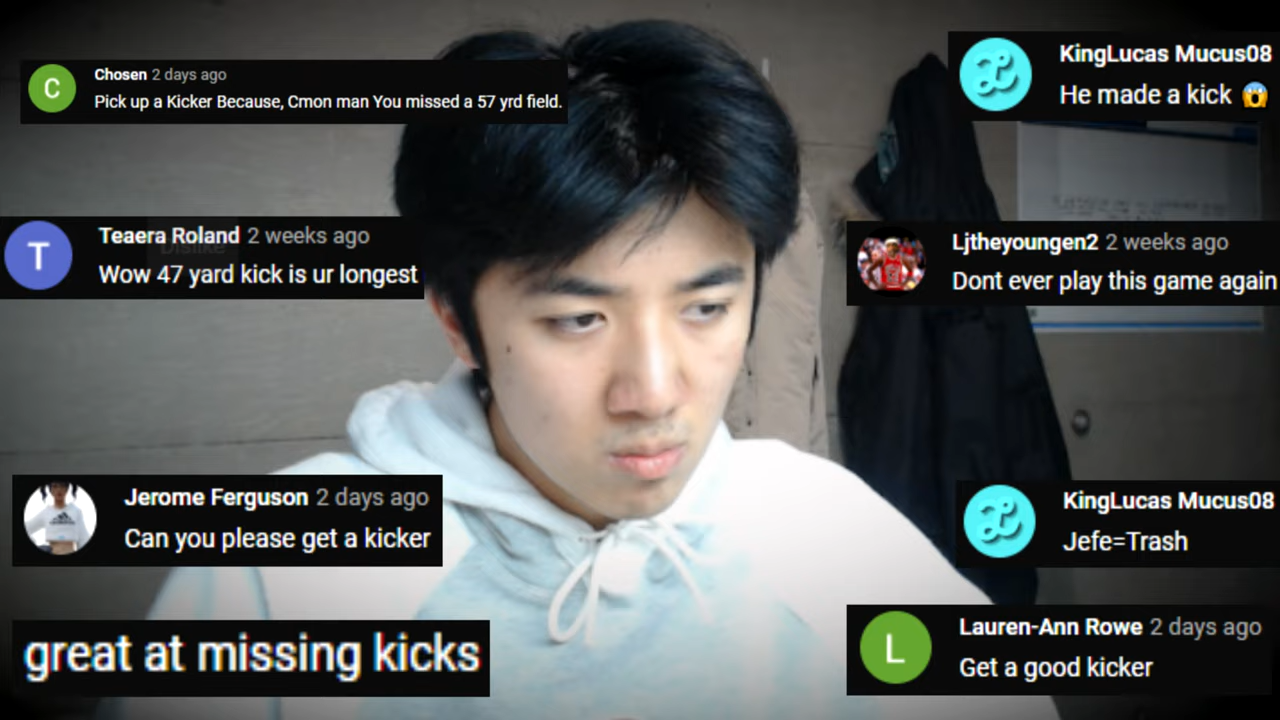 Chosen 2 days ago
Pick up a Kicker Because, Cmon man You missed a 57 yrd field.
KingLucas Mucus08
He made a kick 😱
Teaera Roland 2 weeks ago
Wow 47 yard kick is ur longest
Ljtheyoungen2 2 weeks ago
Dont ever play this game again
Jerome Ferguson 2 days ago
Can you please get a kicker
KingLucas Mucus08
Jefe=Trash
great at missing kicks
Lauren-Ann Rowe 2 days ago
Get a good kicker